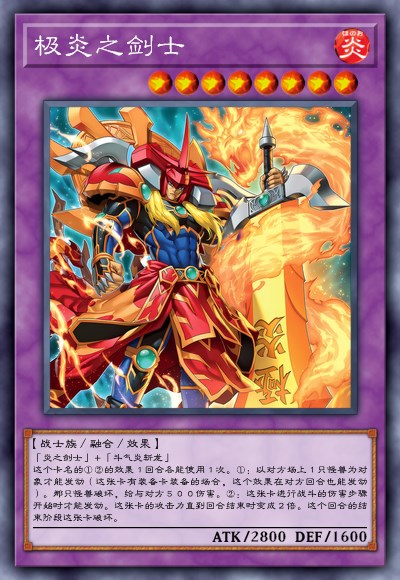 极炎之剑士
ほのお
炎
極炎
【战士族／融合／效果】
「炎之剑士」+「斗气炎斩龙」
这个卡名的①②的效果1回合各能使用1次。①：以对方场上1只怪兽为对
象才能发动（这张卡有装备卡装备的场合，这个效果在对方回合也能发动
）。那只怪兽破坏，给与对方500伤害。②：这张卡进行战斗的伤害步骤
开始时才能发动。这张卡的攻击力直到回合结束时变成2倍。这个回合的结
束阶段这张卡破坏。
ATK/2800 DEF/1600